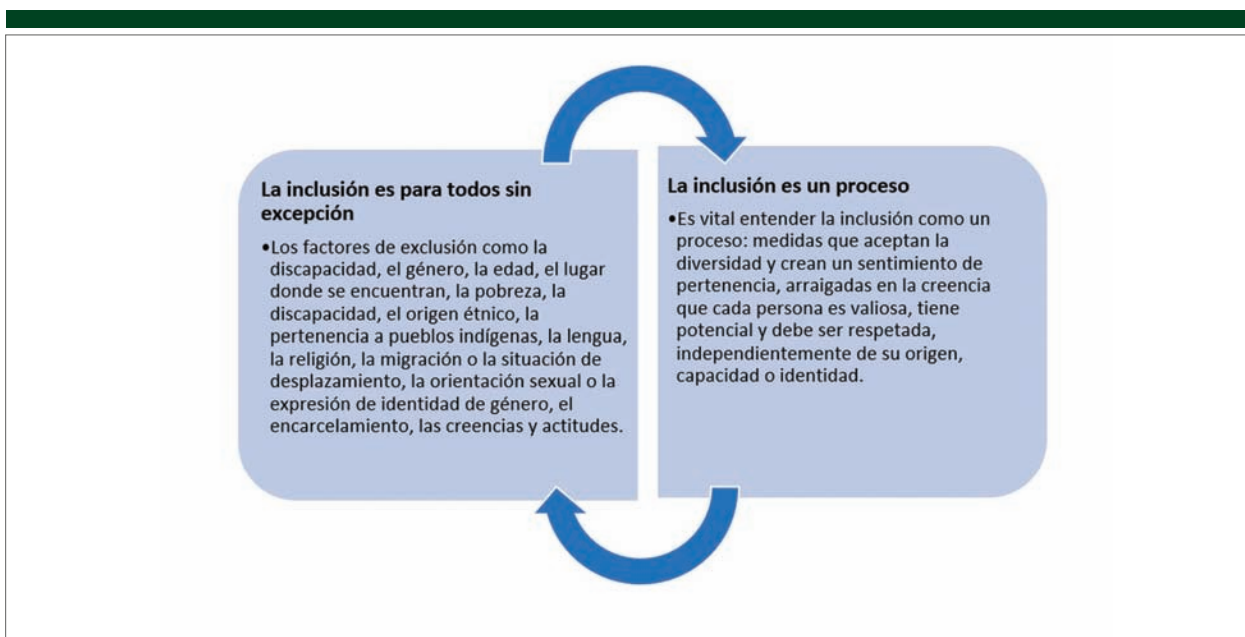 La inclusión es para todos sin
excepción
•Los factores de exclusión como la
discapacidad, el género, la edad, el lugar
donde se encuentran, la pobreza, la
discapacidad, el origen étnico, la
pertenencia a pueblos indígenas, la lengua,
la religión, la migración o la situación de
desplazamiento, la orientación sexual o la
expresión de identidad de género, el
encarcelamiento, las creencias y actitudes.
La inclusión es un proceso
•Es vital entender la inclusión como un
proceso: medidas que aceptan la
diversidad y crean un sentimiento de
pertenencia, arraigadas en la creencia
que cada persona es valiosa, tiene
potencial y debe ser respetada,
independientemente de su origen,
capacidad o identidad.